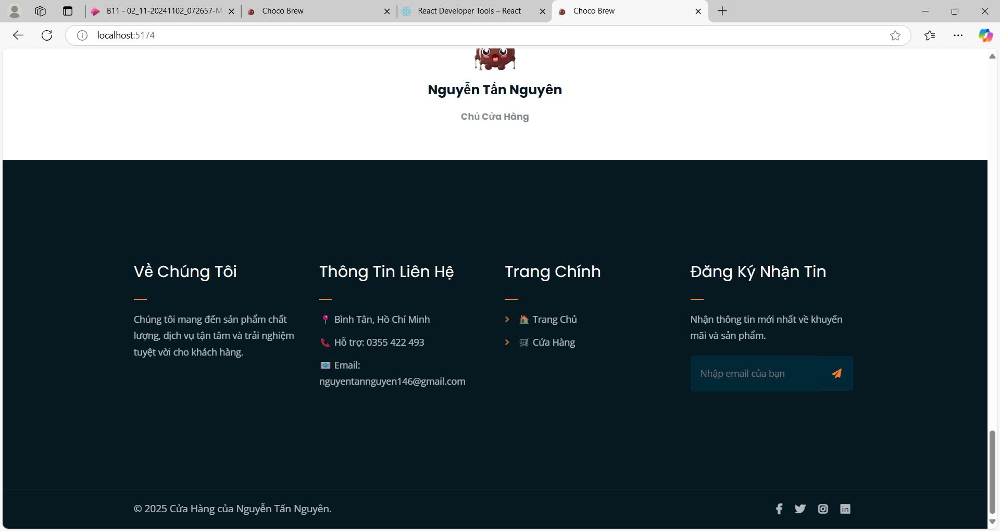 B11 - 02_11-20241102_072657-M
Choco Brew
React Developer Tools – React
Choco Brew
localhost:5174
Nguyễn Tấn Nguyên
Chủ Cửa Hàng
Về Chúng Tôi
Chúng tôi mang đến sản phẩm chất
lượng, dịch vụ tận tâm và trải nghiệm
tuyệt vời cho khách hàng.
Thông Tin Liên Hệ
📍 Bình Tân, Hồ Chí Minh
📞 Hỗ trợ: 0355 422 493
📧 Email:
nguyentannguyen146@gmail.com
Trang Chính
🏠 Trang Chủ
🛒 Cửa Hàng
Đăng Ký Nhận Tin
Nhận thông tin mới nhất về khuyến
mãi và sản phẩm.
Nhập email của bạn
© 2025 Cửa Hàng của Nguyễn Tấn Nguyên.